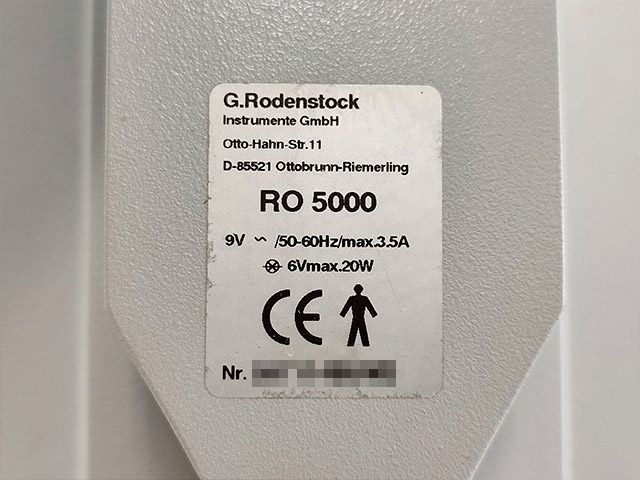 G.Rodenstock
Instrumente GmbH
Otto-Hahn-Str.11
D-85521 Ottobrunn-Riemerling
RO 5000
9V ~ /50-60Hz/max.3.5A
6Vmax.20W
CE
Nr.